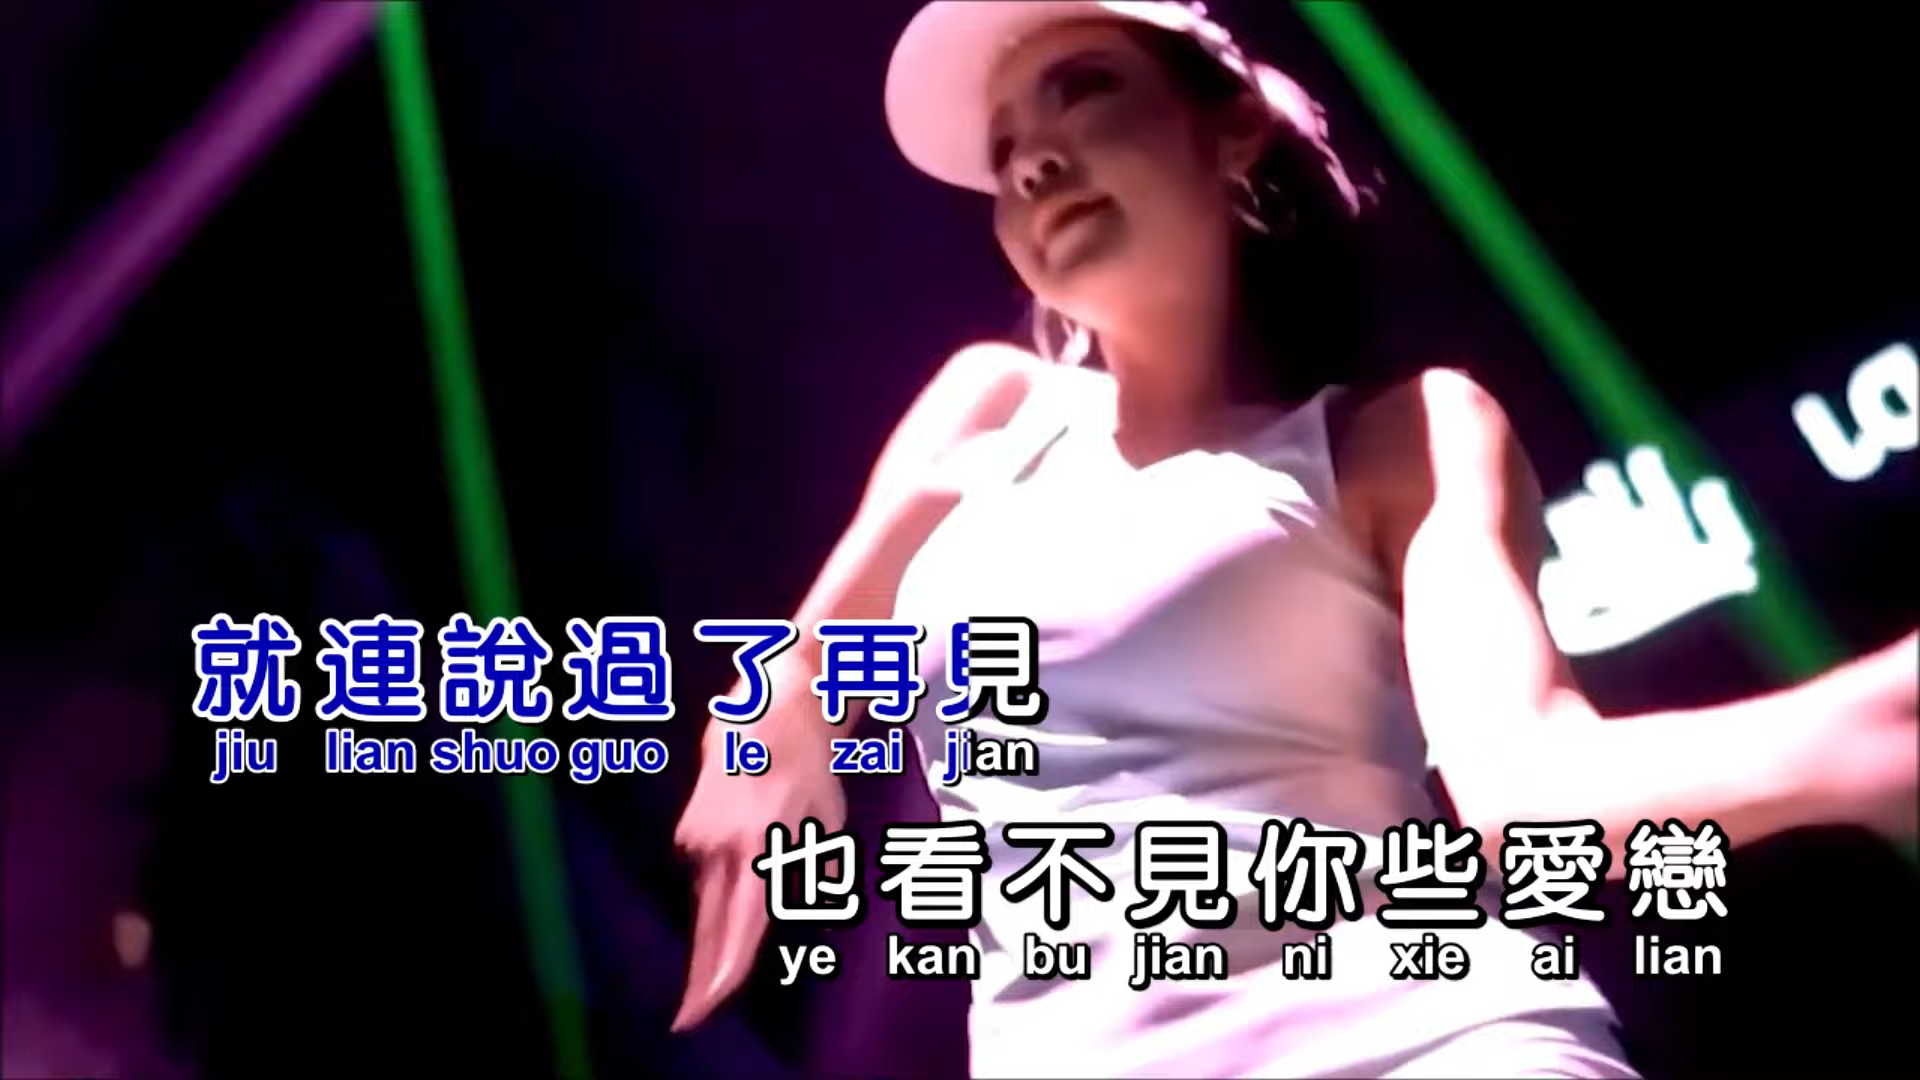 就連說過了再見
jiu lian shuo guo le zai jian
也看不見你些愛戀
ye kan bu jian ni xie ai lian